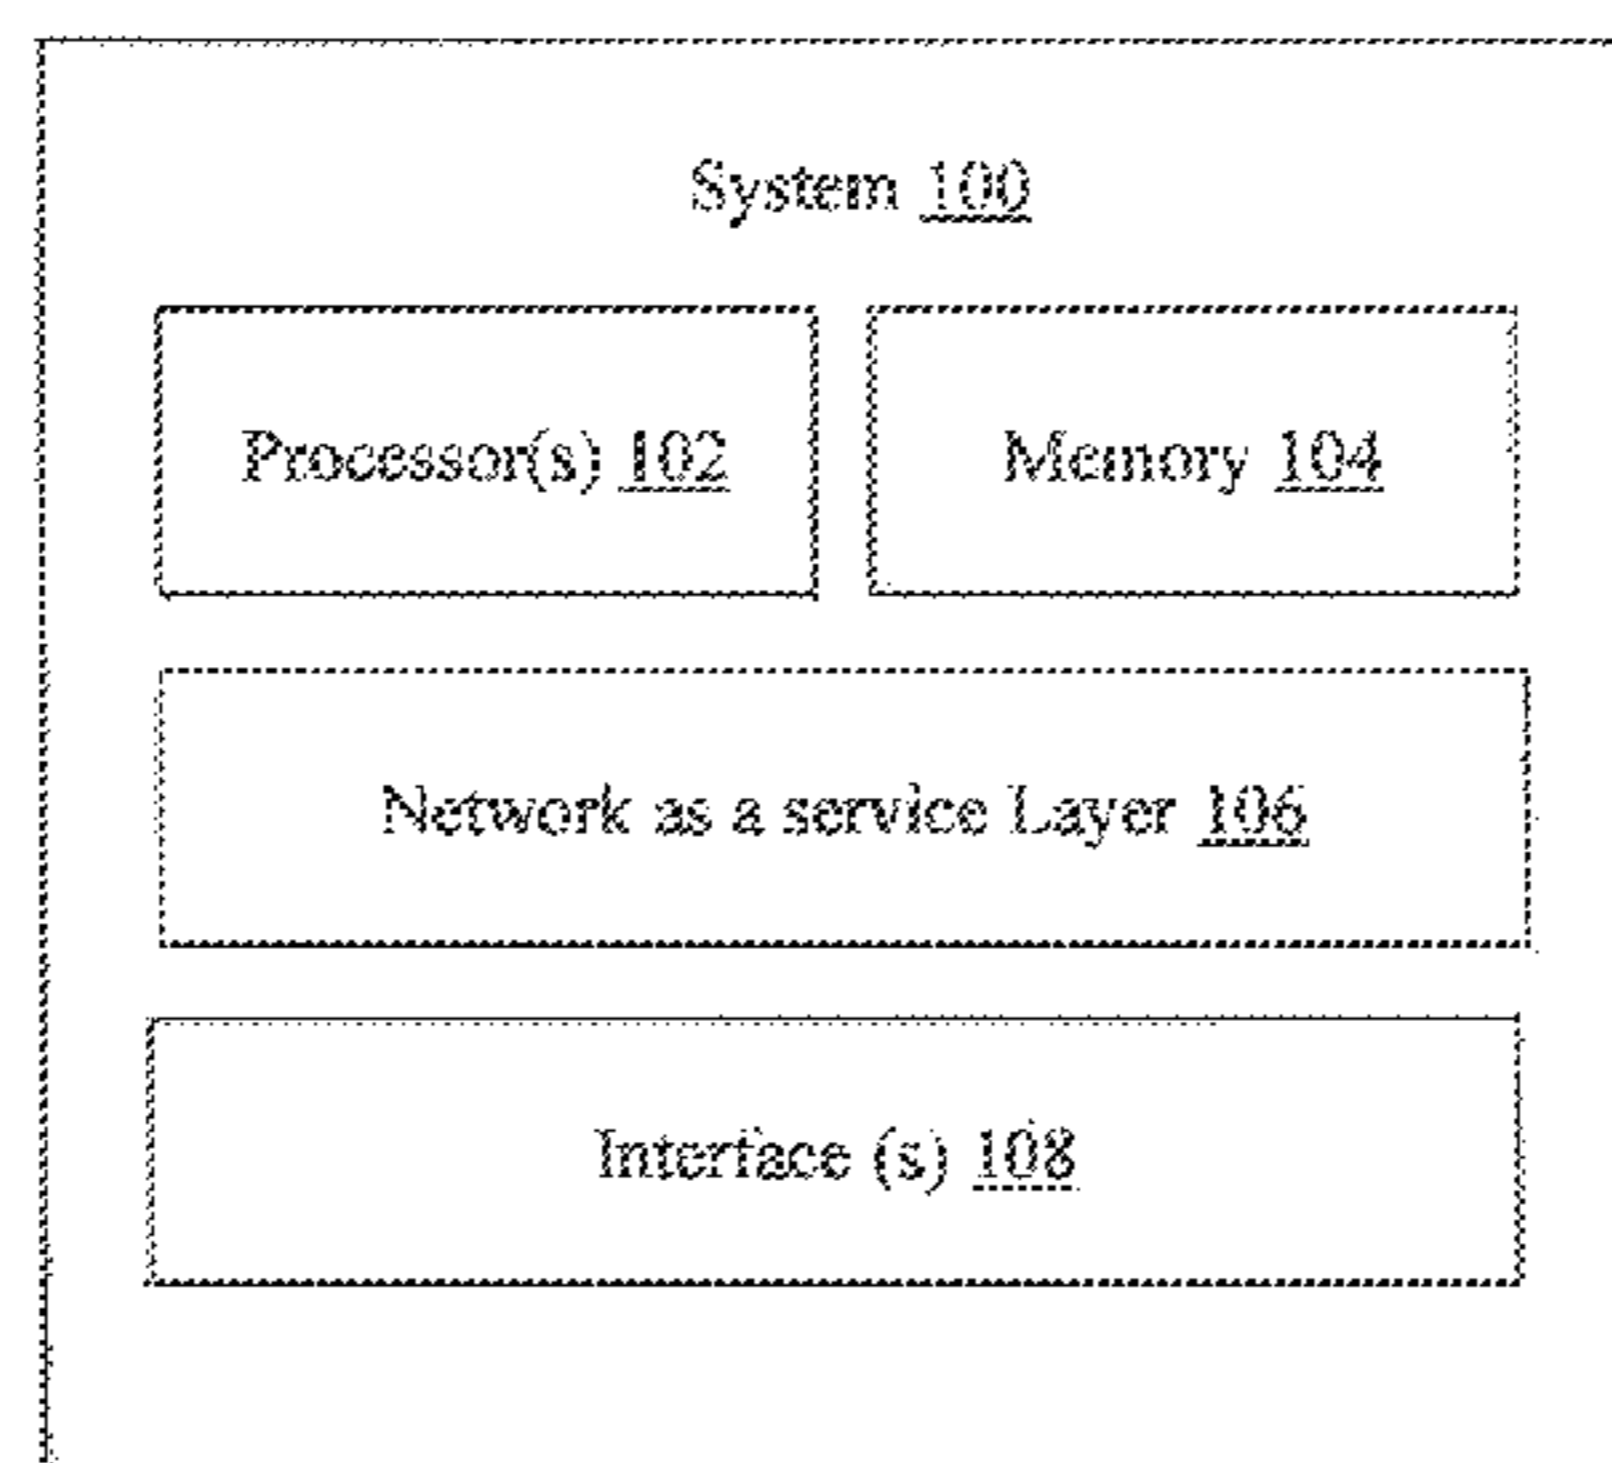 System 100
Processor(s) 102
Memory 104
Network as a service Layer 106
Interface (s) 108